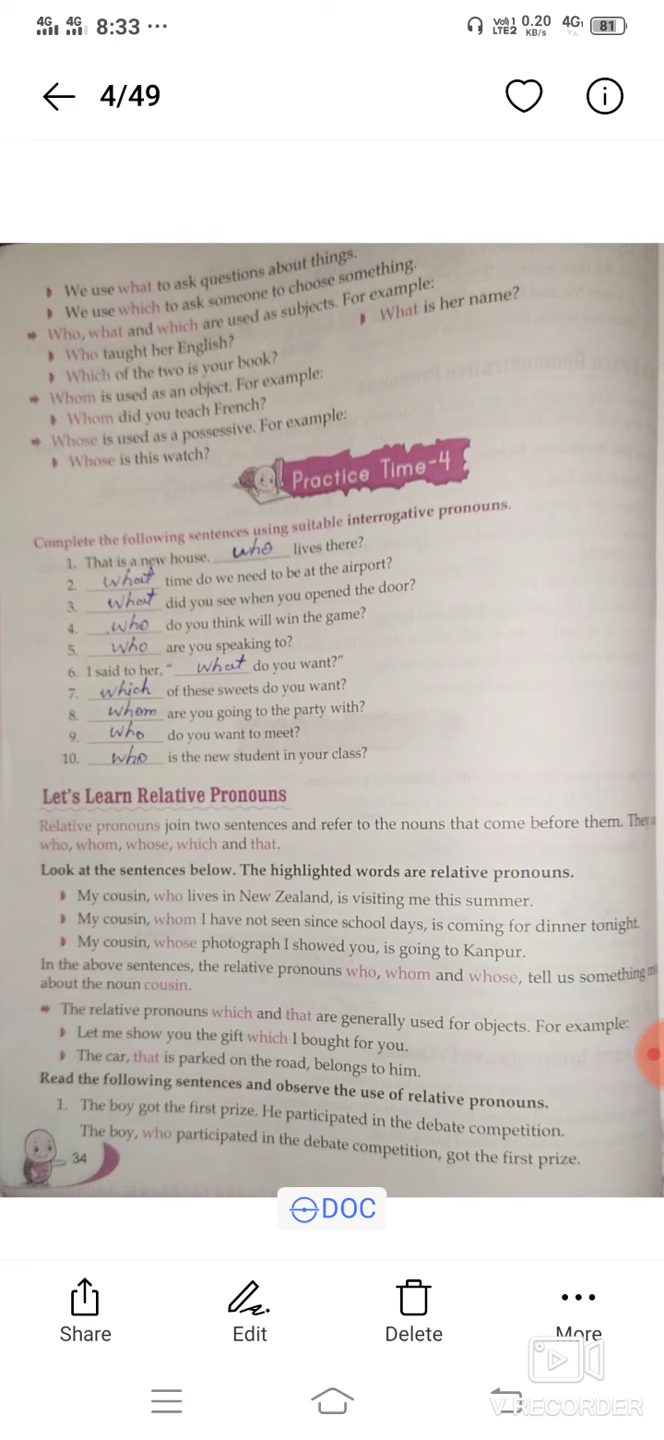 4G 4G 8:33 ... Vo) 1 LTE2 0.20 KB/s 4G 81
4/49
We use what to ask questions about things.
We use which to ask someone to choose something.
Who, what and which are used as subjects. For example:
Who taught her English? What is her name?
Which of the two is your book?
Whom is used as an object. For example:
Whom did you teach French?
Whose is used as a possessive. For example:
Whose is this watch?
Practice Time-4
Complete the following sentences using suitable interrogative pronouns.
1. That is a new house. who lives there?
2. what time do we need to be at the airport?
3. what did you see when you opened the door?
4. who do you think will win the game?
5. who are you speaking to?
6. I said to her, "what do you want?"
7. which of these sweets do you want?
8. whom are you going to the party with?
9. who do you want to meet?
10. who is the new student in your class?
Let's Learn Relative Pronouns
Relative pronouns join two sentences and refer to the nouns that come before them. They
who, whom, whose, which and that.
Look at the sentences below. The highlighted words are relative pronouns.
My cousin, who lives in New Zealand, is visiting me this summer.
My cousin, whom I have not seen since school days, is coming for dinner tonight.
My cousin, whose photograph I showed you, is going to Kanpur.
In the above sentences, the relative pronouns who, whom and whose, tell us something
about the noun cousin.
The relative pronouns which and that are generally used for objects. For example:
Let me show you the gift which I bought for you.
The car, that is parked on the road, belongs to him.
Read the following sentences and observe the use of relative pronouns.
1. The boy got the first prize. He participated in the debate competition.
The boy, who participated in the debate competition, got the first prize.
34
DOC
Share Edit Delete More
V RECORDER